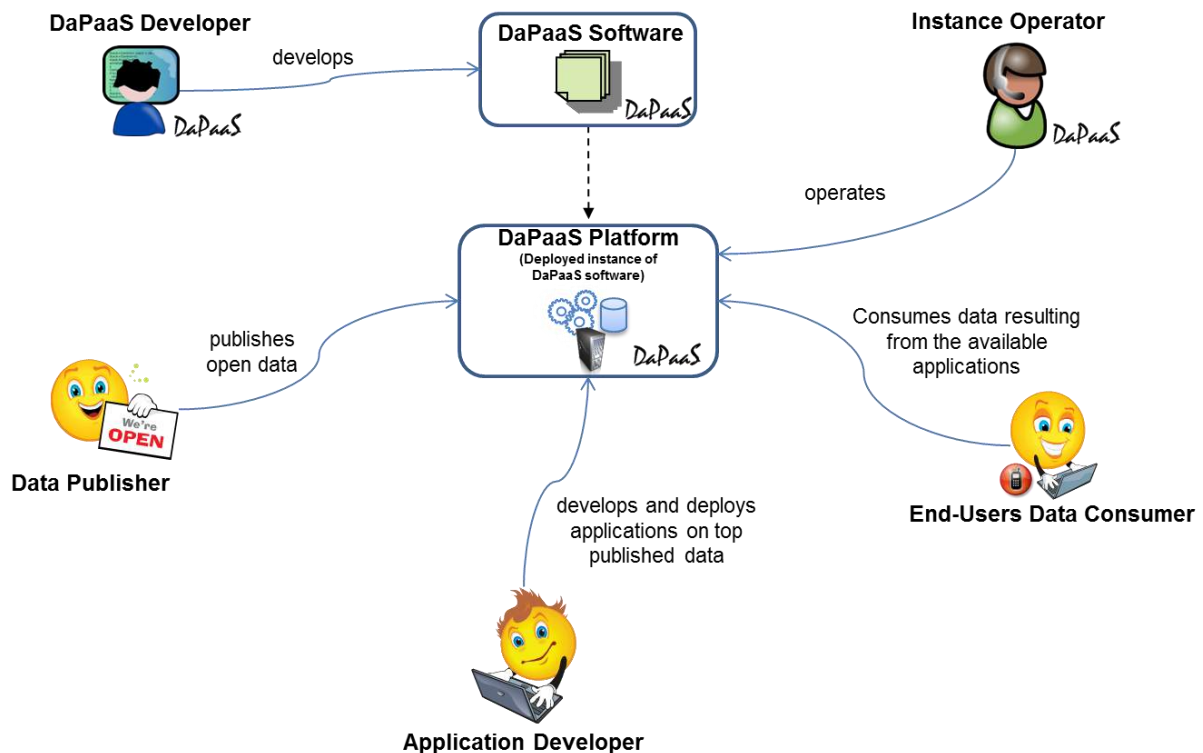 DaPaaS Developer
DaPaaS
develops
DaPaaS Software
DaPaaS
Instance Operator
DaPaaS
operates
DaPaaS Platform
(Deployed instance of
DaPaaS software)
DaPaaS
publishes
open data
We're
OPEN
Data Publisher
Consumes data resulting
from the available
applications
End-Users Data Consumer
develops and deploys
applications on top
published data
Application Developer